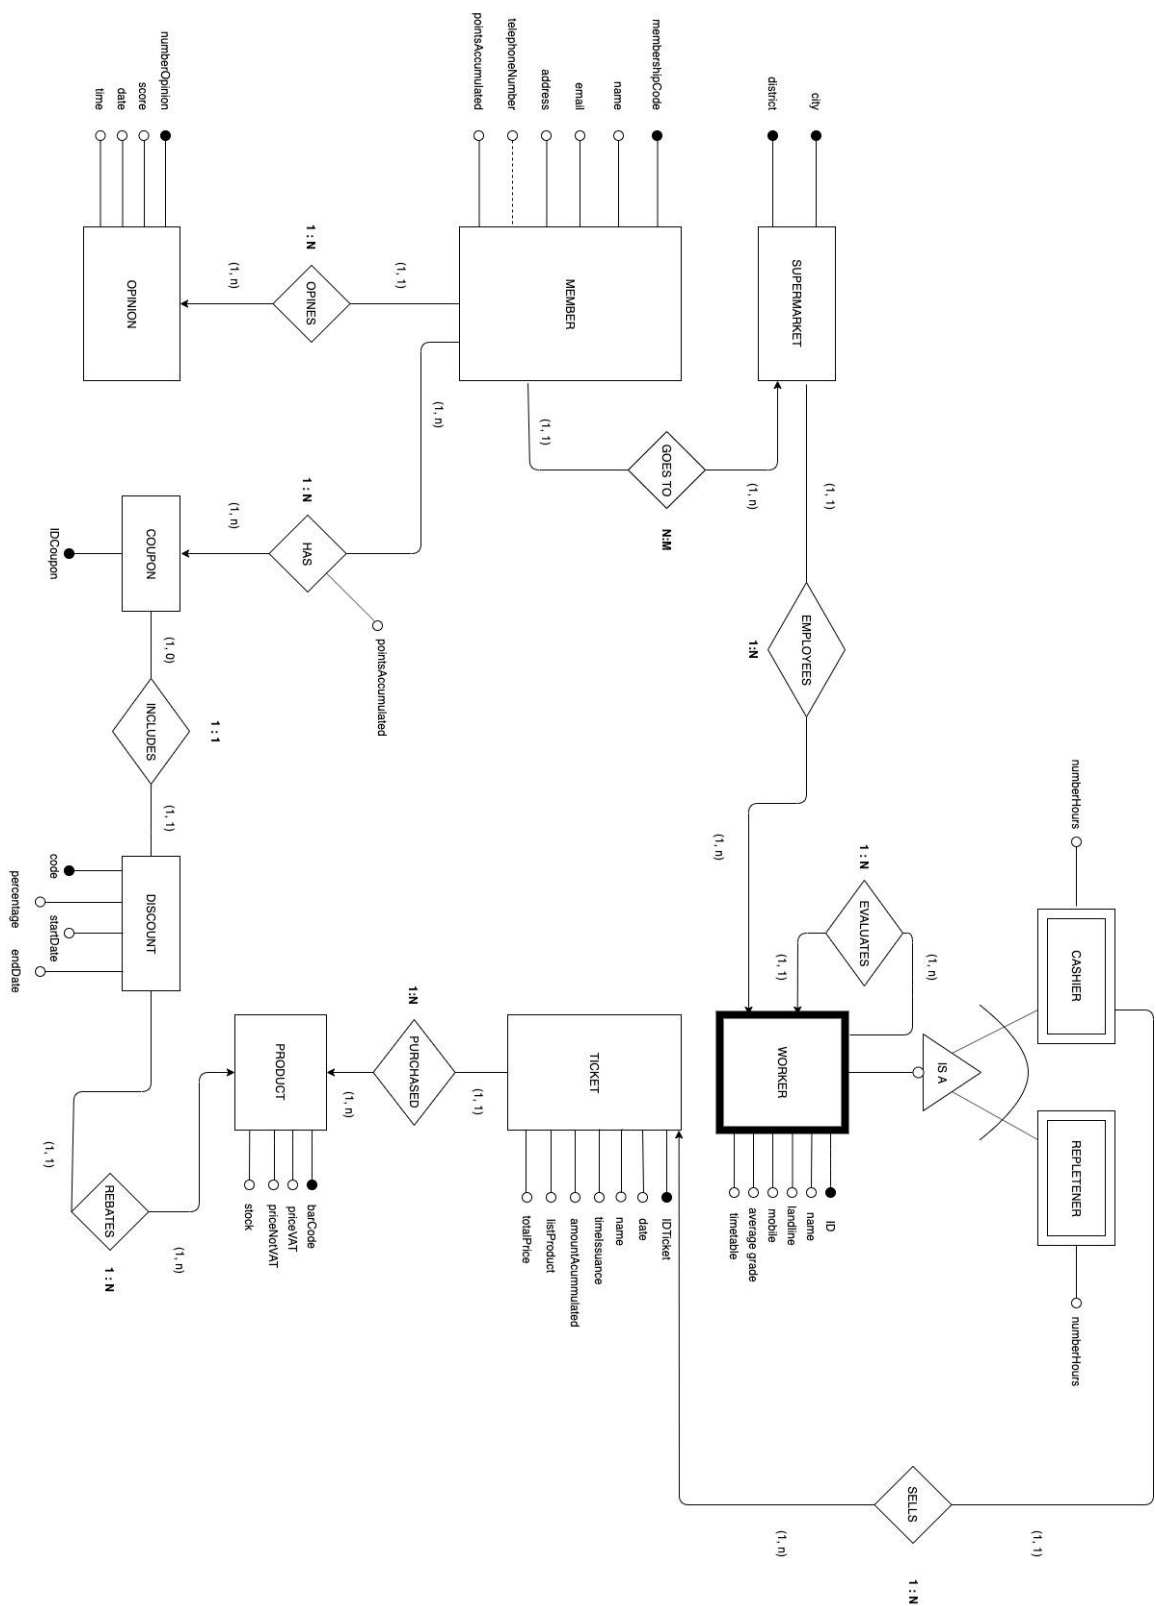 city
district
SUPERMARKET
membershipCode
name
email
address
telephoneNumber
pointsAccumulated
MEMBER
numberOpinion
score
date
time
OPINION
OPINES
1 : N
(1, 1)
(1, n)
GOES TO
N:M
(1, 1)
(1, n)
EMPLOYEES
1:N
(1, 1)
(1, n)
HAS
1 : N
(1, n)
(1, n)
pointsAccumulated
COUPON
IDCoupon
INCLUDES
1 : 1
(1, 0)
(1, 1)
DISCOUNT
code
percentage
startDate
endDate
REBATES
1 : N
(1, 1)
(1, n)
PRODUCT
barCode
priceVAT
priceNotVAT
stock
PURCHASED
1:N
(1, 1)
(1, n)
TICKET
IDTicket
date
name
timeIssuance
amountAcummulated
listProduct
totalPrice
WORKER
ID
name
landline
mobile
average grade
timetable
EVALUATES
1 : N
(1, n)
(1, 1)
IS A
CASHIER
numberHours
REPLETENER
numberHours
SELLS
1 : N
(1, 1)
(1, n)